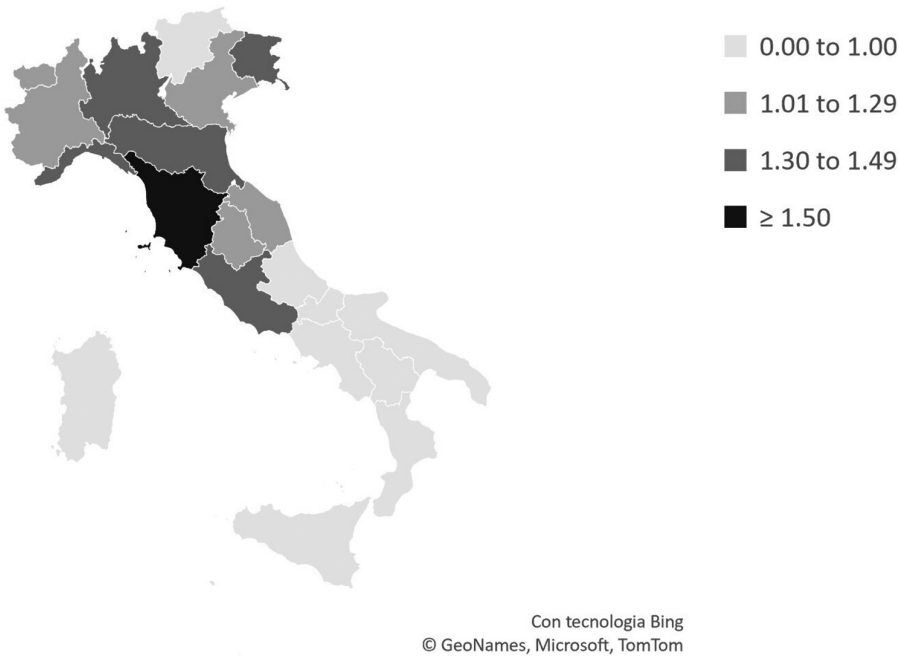 0.00 to 1.00
1.01 to 1.29
1.30 to 1.49
≥ 1.50
Con tecnologia Bing
© GeoNames, Microsoft, TomTom